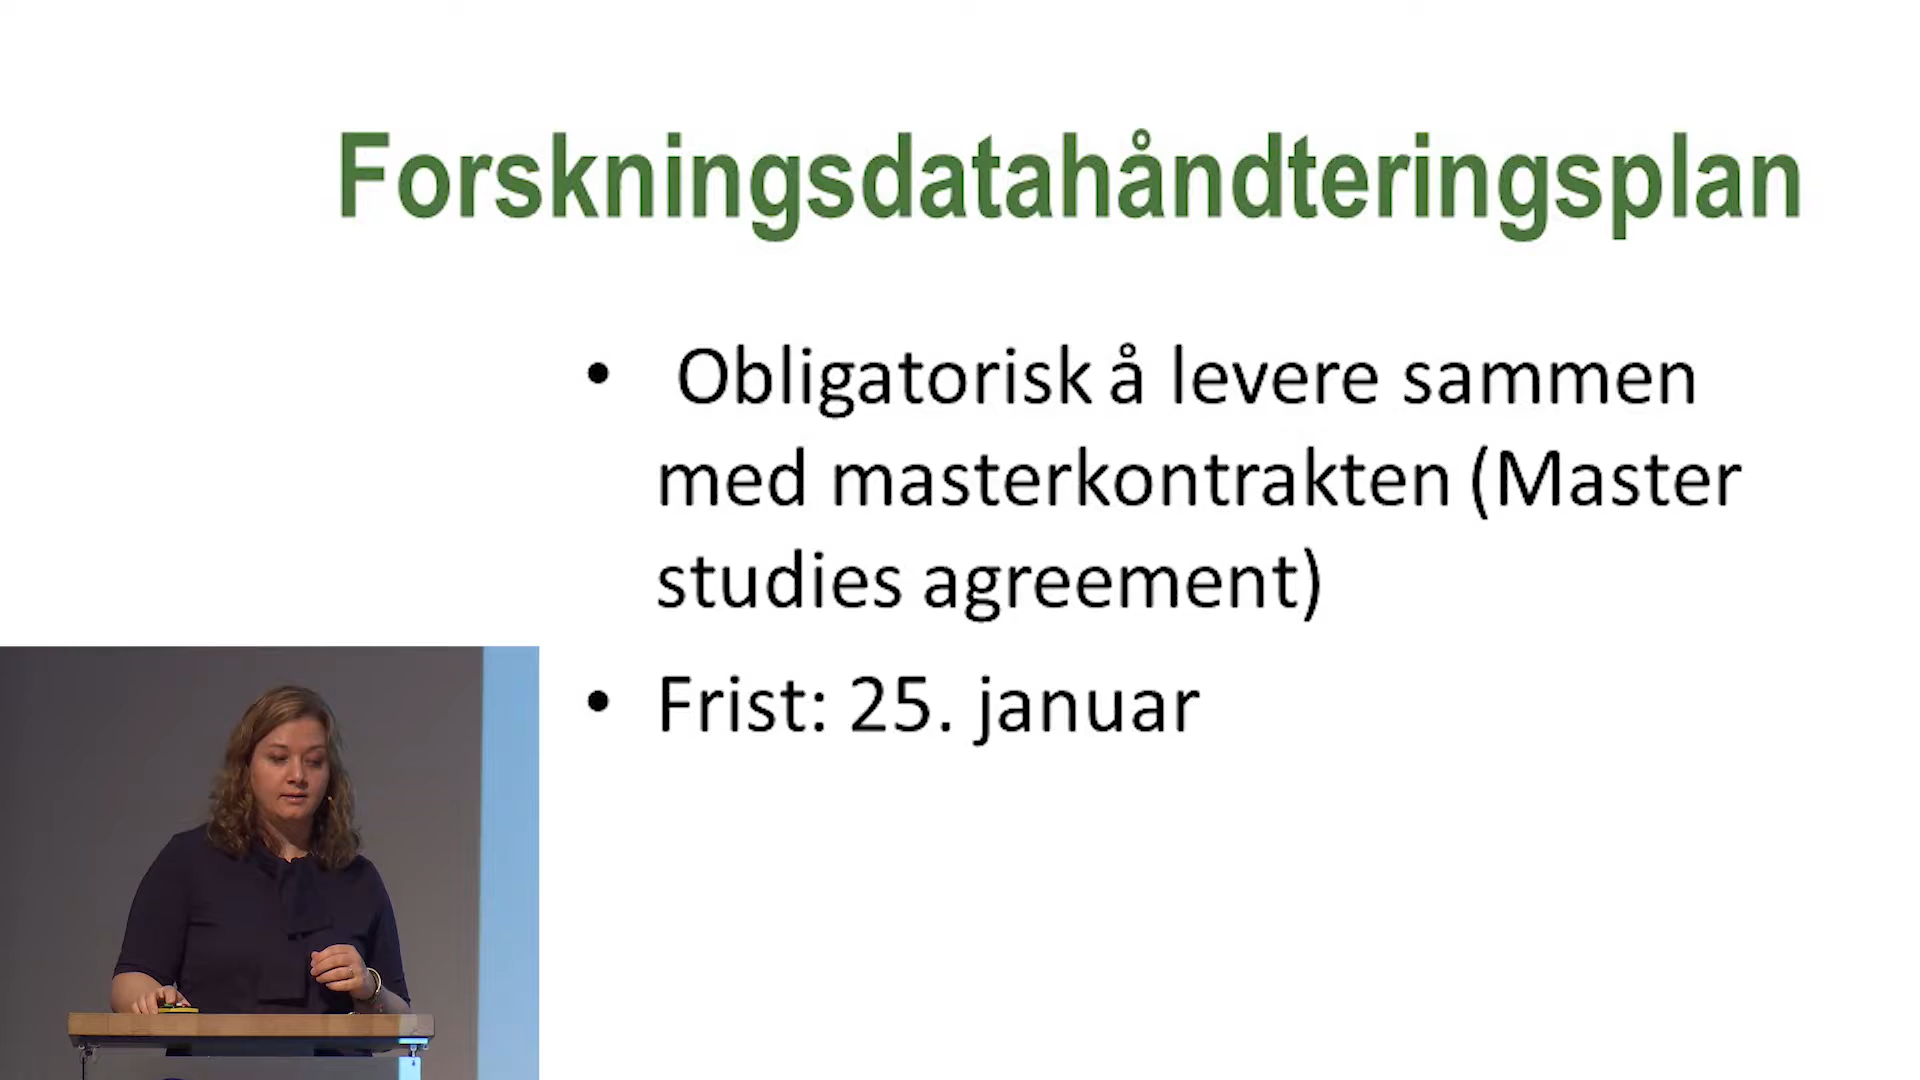 Forskningsdatahåndteringsplan
• Obligatorisk å levere sammen
med masterkontrakten (Master
studies agreement)
• Frist: 25. januar